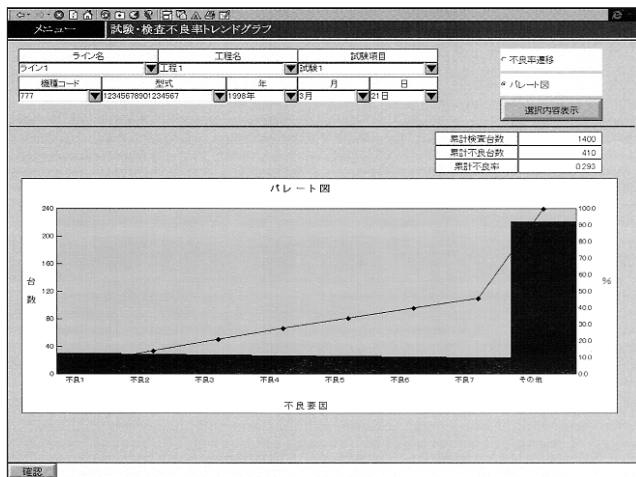 メニュー 試験・検査不良率トレンドグラフ
ライン名 工程名 試験項目
ライン1 工程1 試験1
不良率遷移
機種コード 型式 年 月 日
パレート図
777 12345678901234567 1998年 3月 21日
選択内容表示
累計検査台数 1400
累計不良台数 410
累計不良率 0.293
パレート図
240 100.0
90.0
200 80.0
70.0
160 60.0
台数 120 50.0 %
40.0
80 30.0
20.0
40 10.0
0 0.0
不良1 不良2 不良3 不良4 不良5 不良6 不良7 その他
不良要因
確認